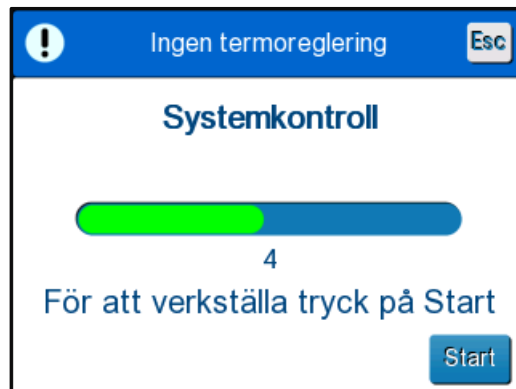 Ingen termoreglering Esc
Systemkontroll
4
För att verkställa tryck på Start
Start